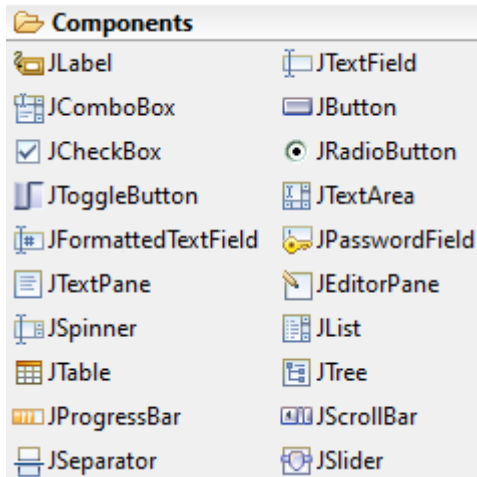 Components
JLabel JTextField
JComboBox JButton
JCheckBox JRadioButton
JToggleButton JTextArea
JFormattedTextField JPasswordField
JTextPane JEditorPane
JSpinner JList
JTable JTree
JProgressBar JScrollBar
JSeparator JSlider